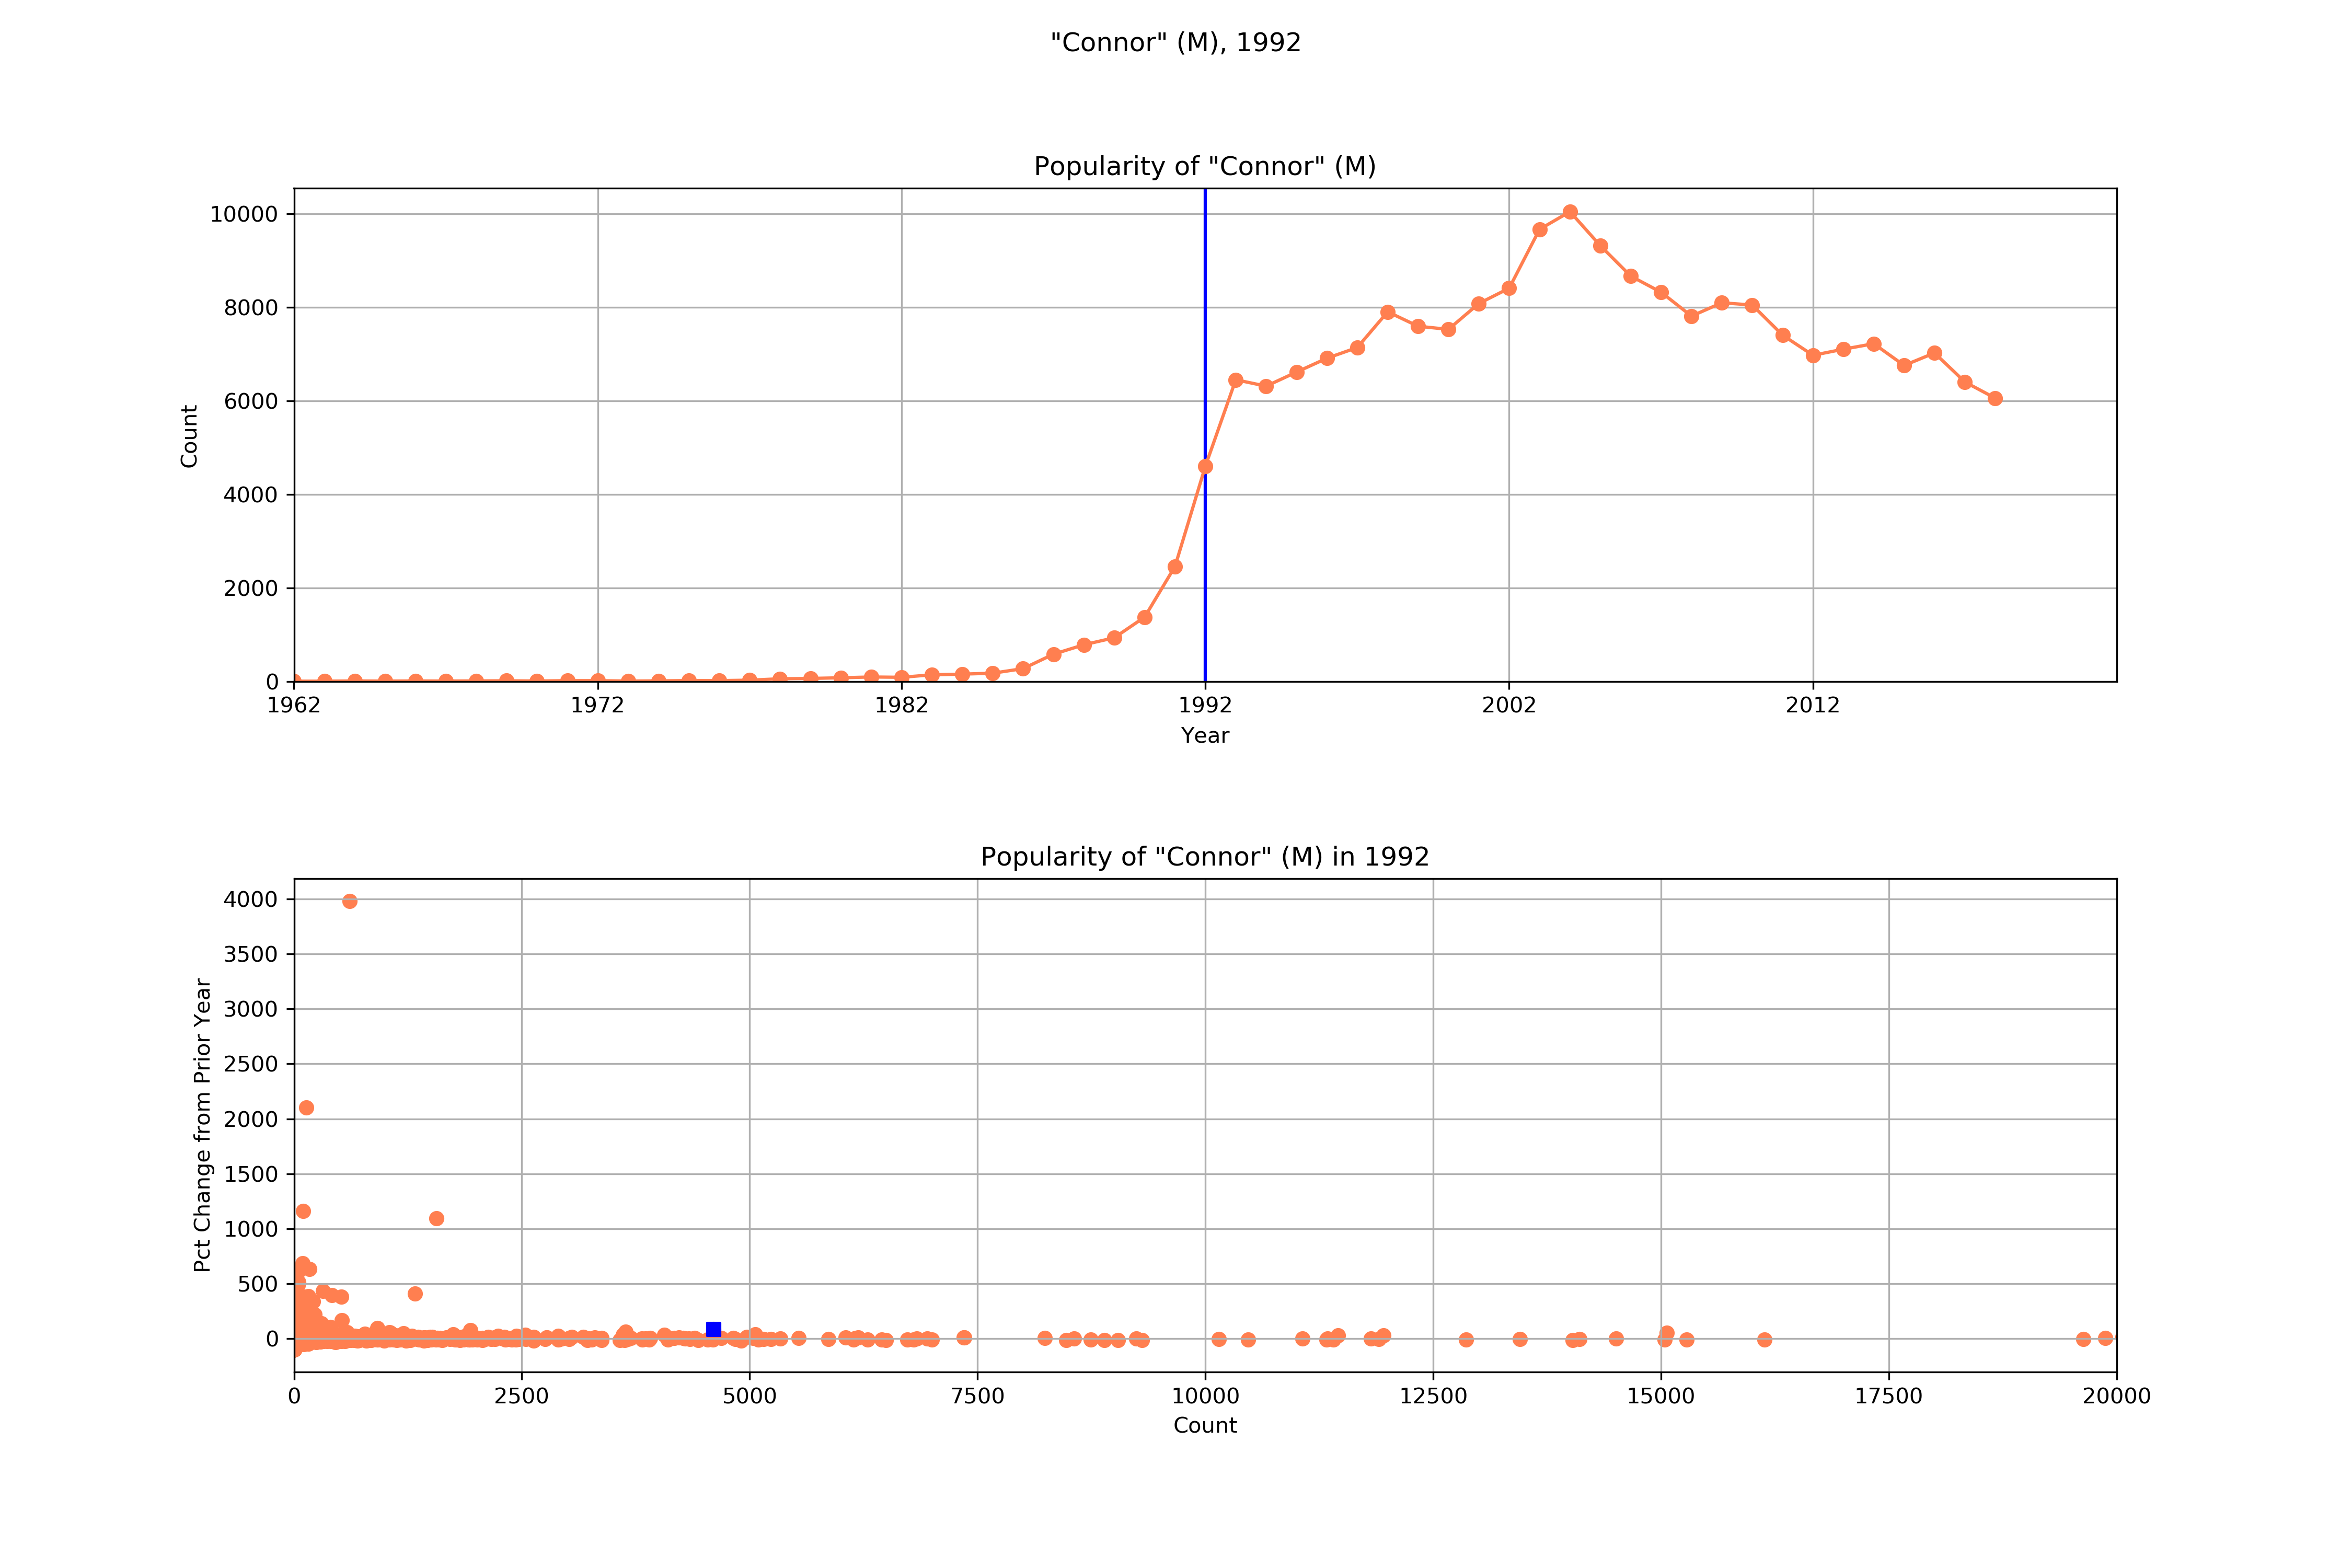 "Connor" (M), 1992
Popularity of "Connor" (M)
10000
8000
6000
4000
2000
0
Count
1962 1972 1982 1992 2002 2012
Year
Popularity of "Connor" (M) in 1992
4000
3500
3000
2500
2000
1500
1000
500
0
Pct Change from Prior Year
0 2500 5000 7500 10000 12500 15000 17500 20000
Count